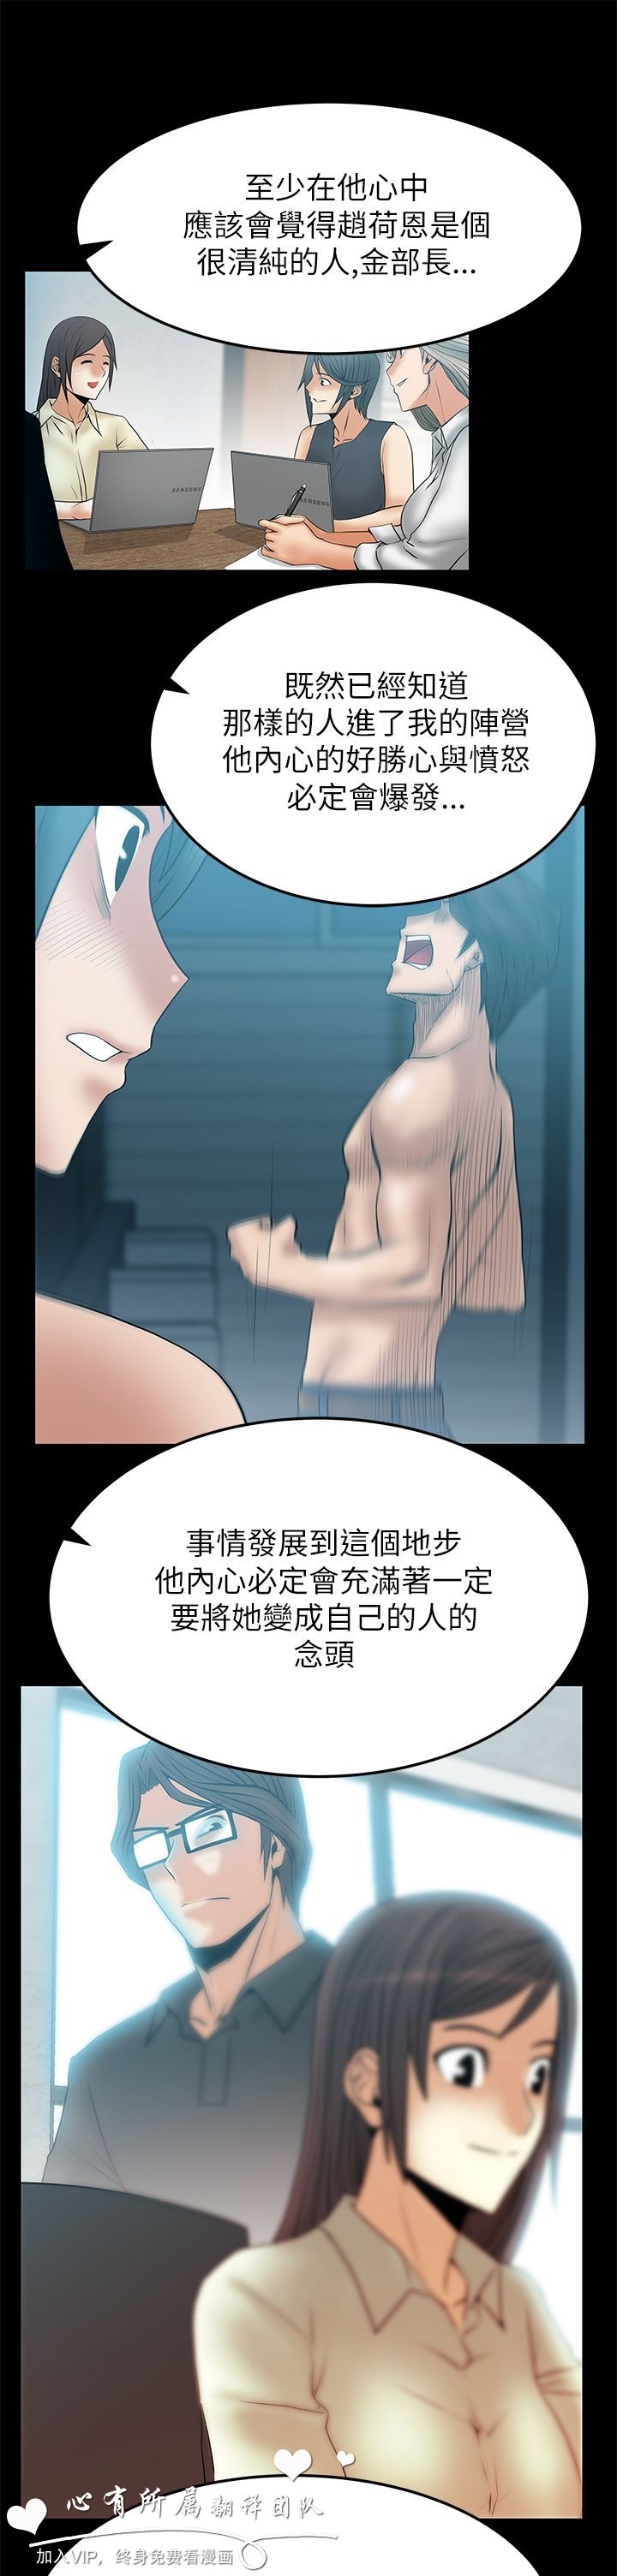 至少在他心中
應該會覺得趙荷恩是個
很清純的人,金部長...
SAMSUNG
SAMSUNG
既然已經知道
那樣的人進了我的陣營
他內心的好勝心與憤怒
必定會爆發...
事情發展到這個地步
他內心必定會充滿著一定
要將她變成自己的人的
念頭
心有所属翻译团队
加入VIP，终身免费看漫画